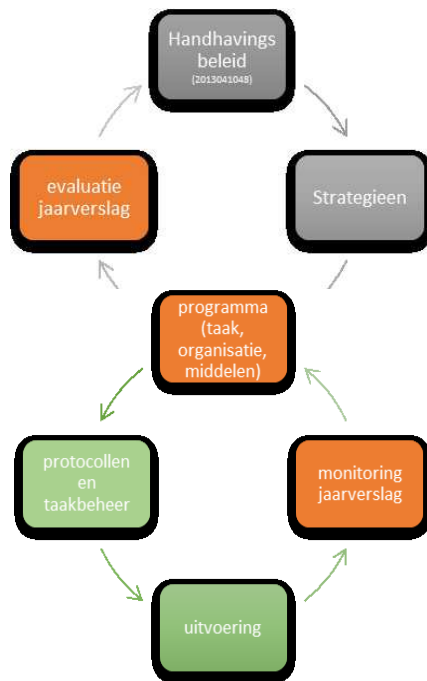 Handhavings
beleid
(2013041048)
evaluatie
jaarverslag
Strategieen
programma
(taak,
organisatie,
middelen)
protocollen
en
taakbeheer
monitoring
jaarverslag
uitvoering